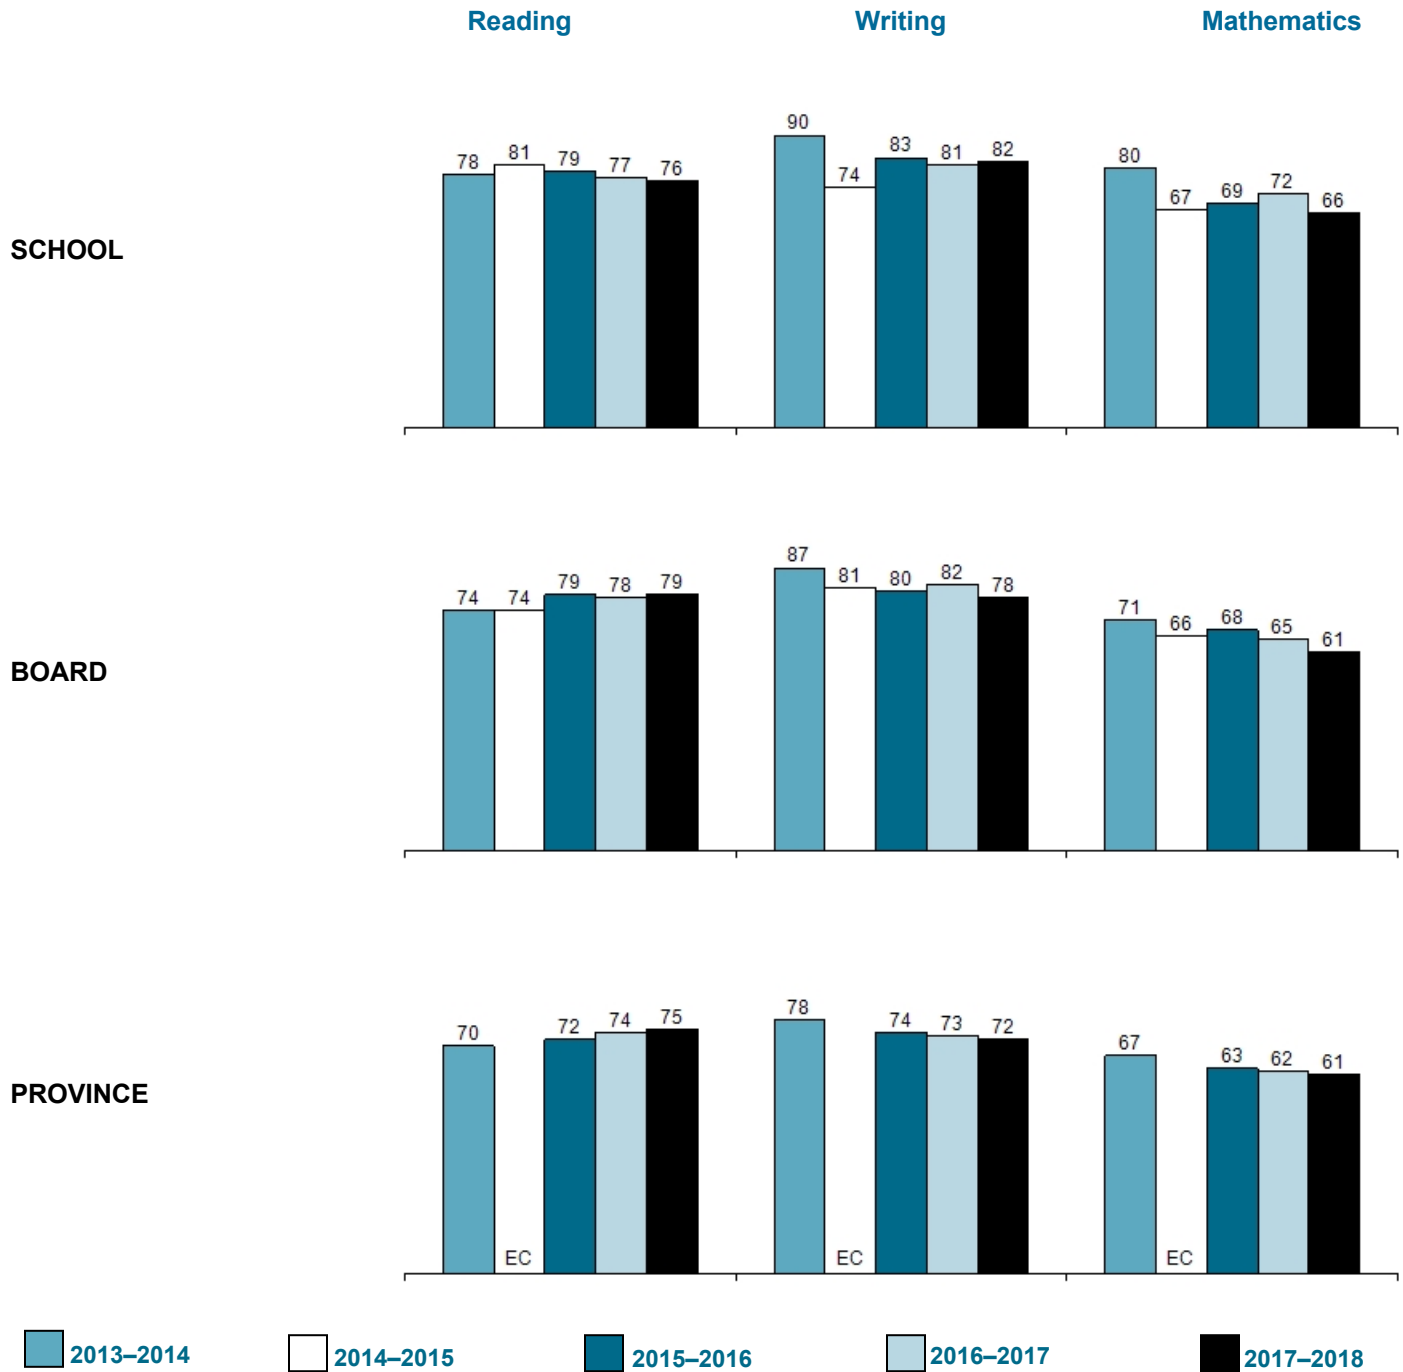 Reading Writing Mathematics
90
78 81 79 77 76 74 83 81 82 80 67 69 72 66
SCHOOL
74 74 79 78 79 87 81 80 82 78 71 66 68 65 61
BOARD
70 72 74 75 78 74 73 72 67 63 62 61
PROVINCE
EC EC EC
2013–2014 2014–2015 2015–2016 2016–2017 2017–2018